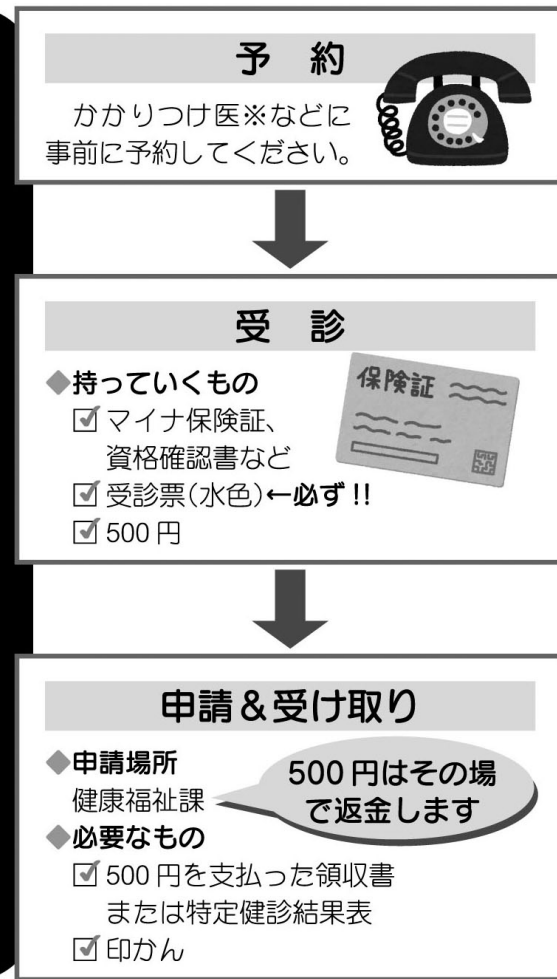 予 約
かかりつけ医※などに
事前に予約してください。
受 診
◆持っていくもの
☑マイナ保険証、
資格確認書など
☑受診票(水色)←必ず!!
☑500円
保険証
申請&受け取り
◆申請場所
健康福祉課
500円はその場
で返金します
◆必要なもの
☑500円を支払った領収書
または特定健診結果表
☑印かん